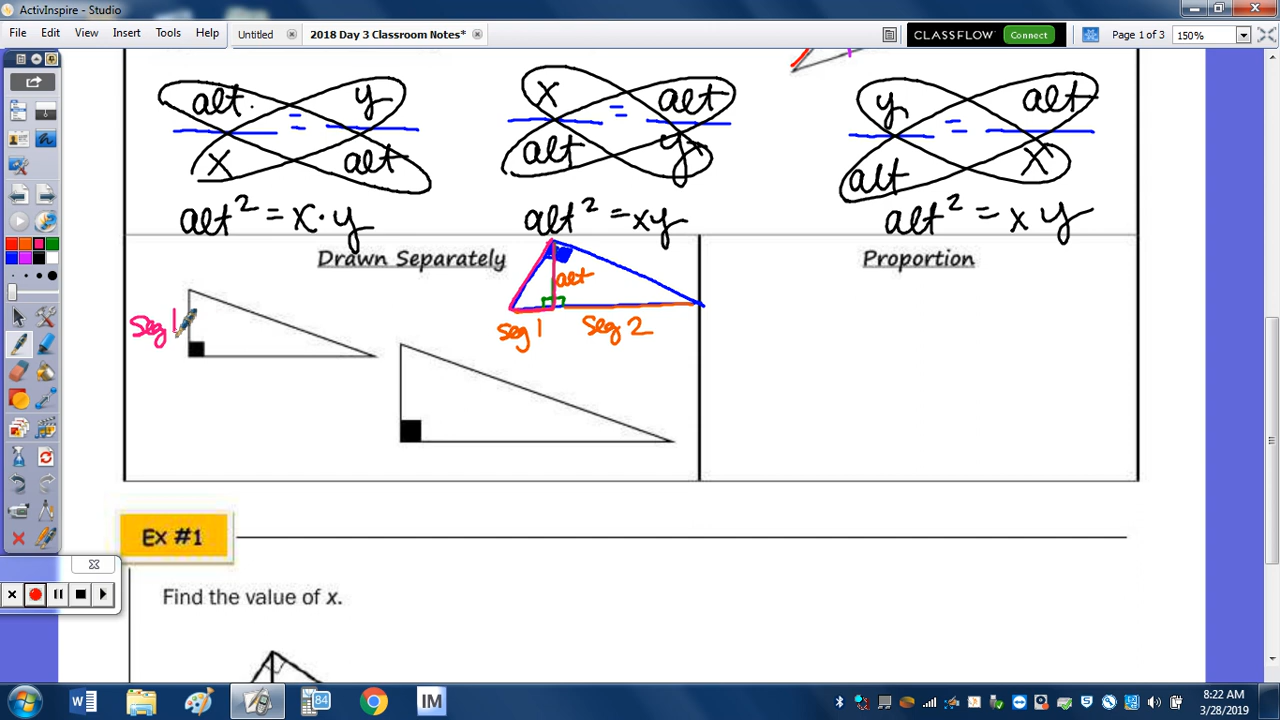 ActivInspire - Studio
File Edit View Insert Tools Help
Untitled
2018 Day 3 Classroom Notes*
CLASSFLOW Connect
Page 1 of 3
150%
alt. = y
x alt
alt² = x · y
x = alt
alt y
alt² = xy
y = alt
alt x
alt² = x y
Drawn Separately
Proportion
alt
seg 1 seg 2
seg 1
Ex #1
Find the value of x.
84
IM
8:22 AM
3/28/2019